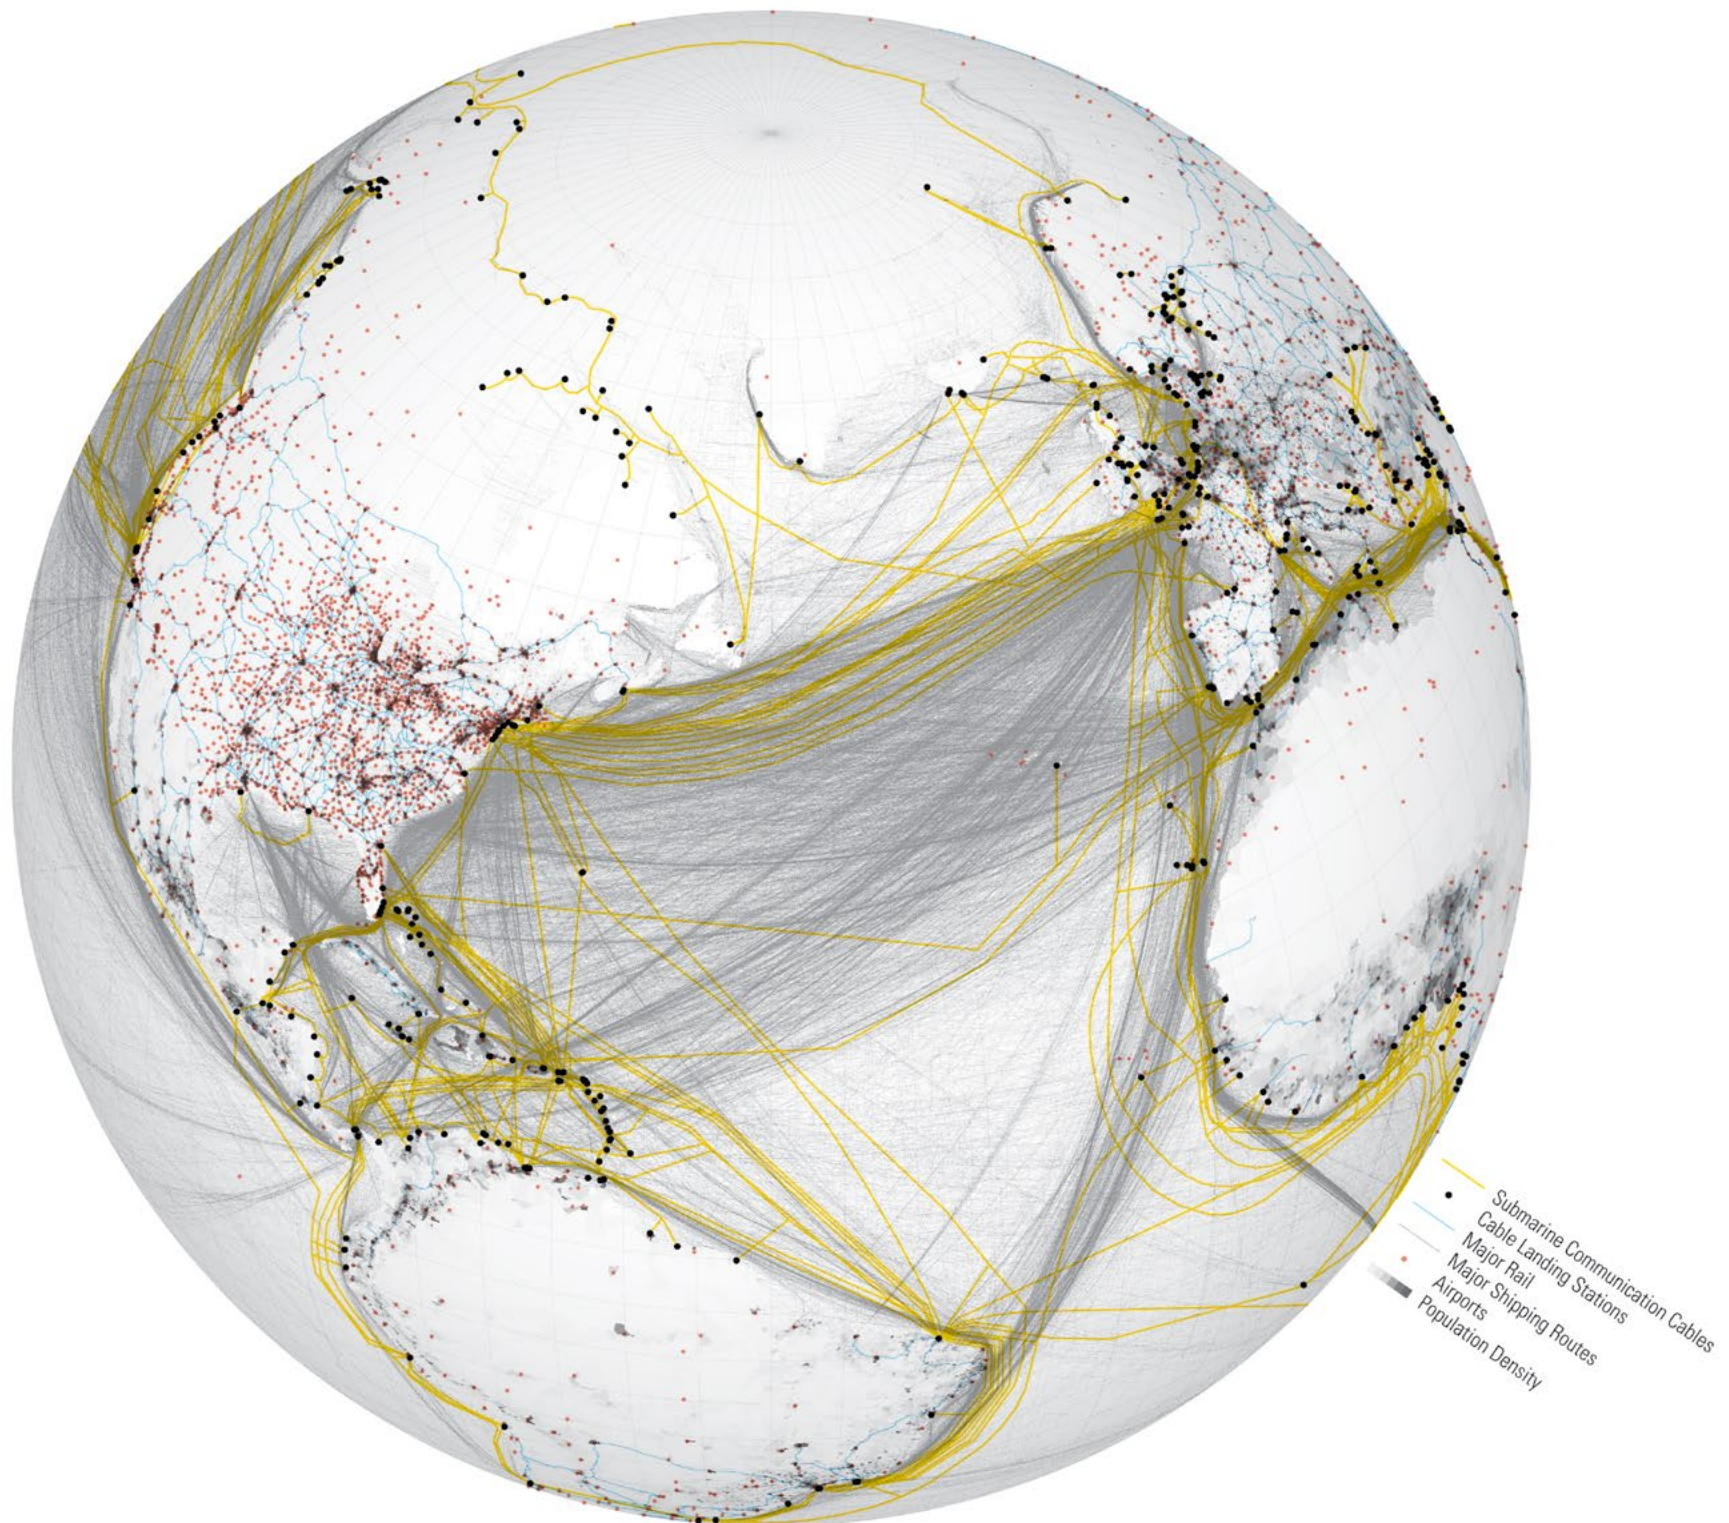 Submarine Communication Cables
Cable Landing Stations
Major Rail
Major Shipping Routes
Airports
Population Density